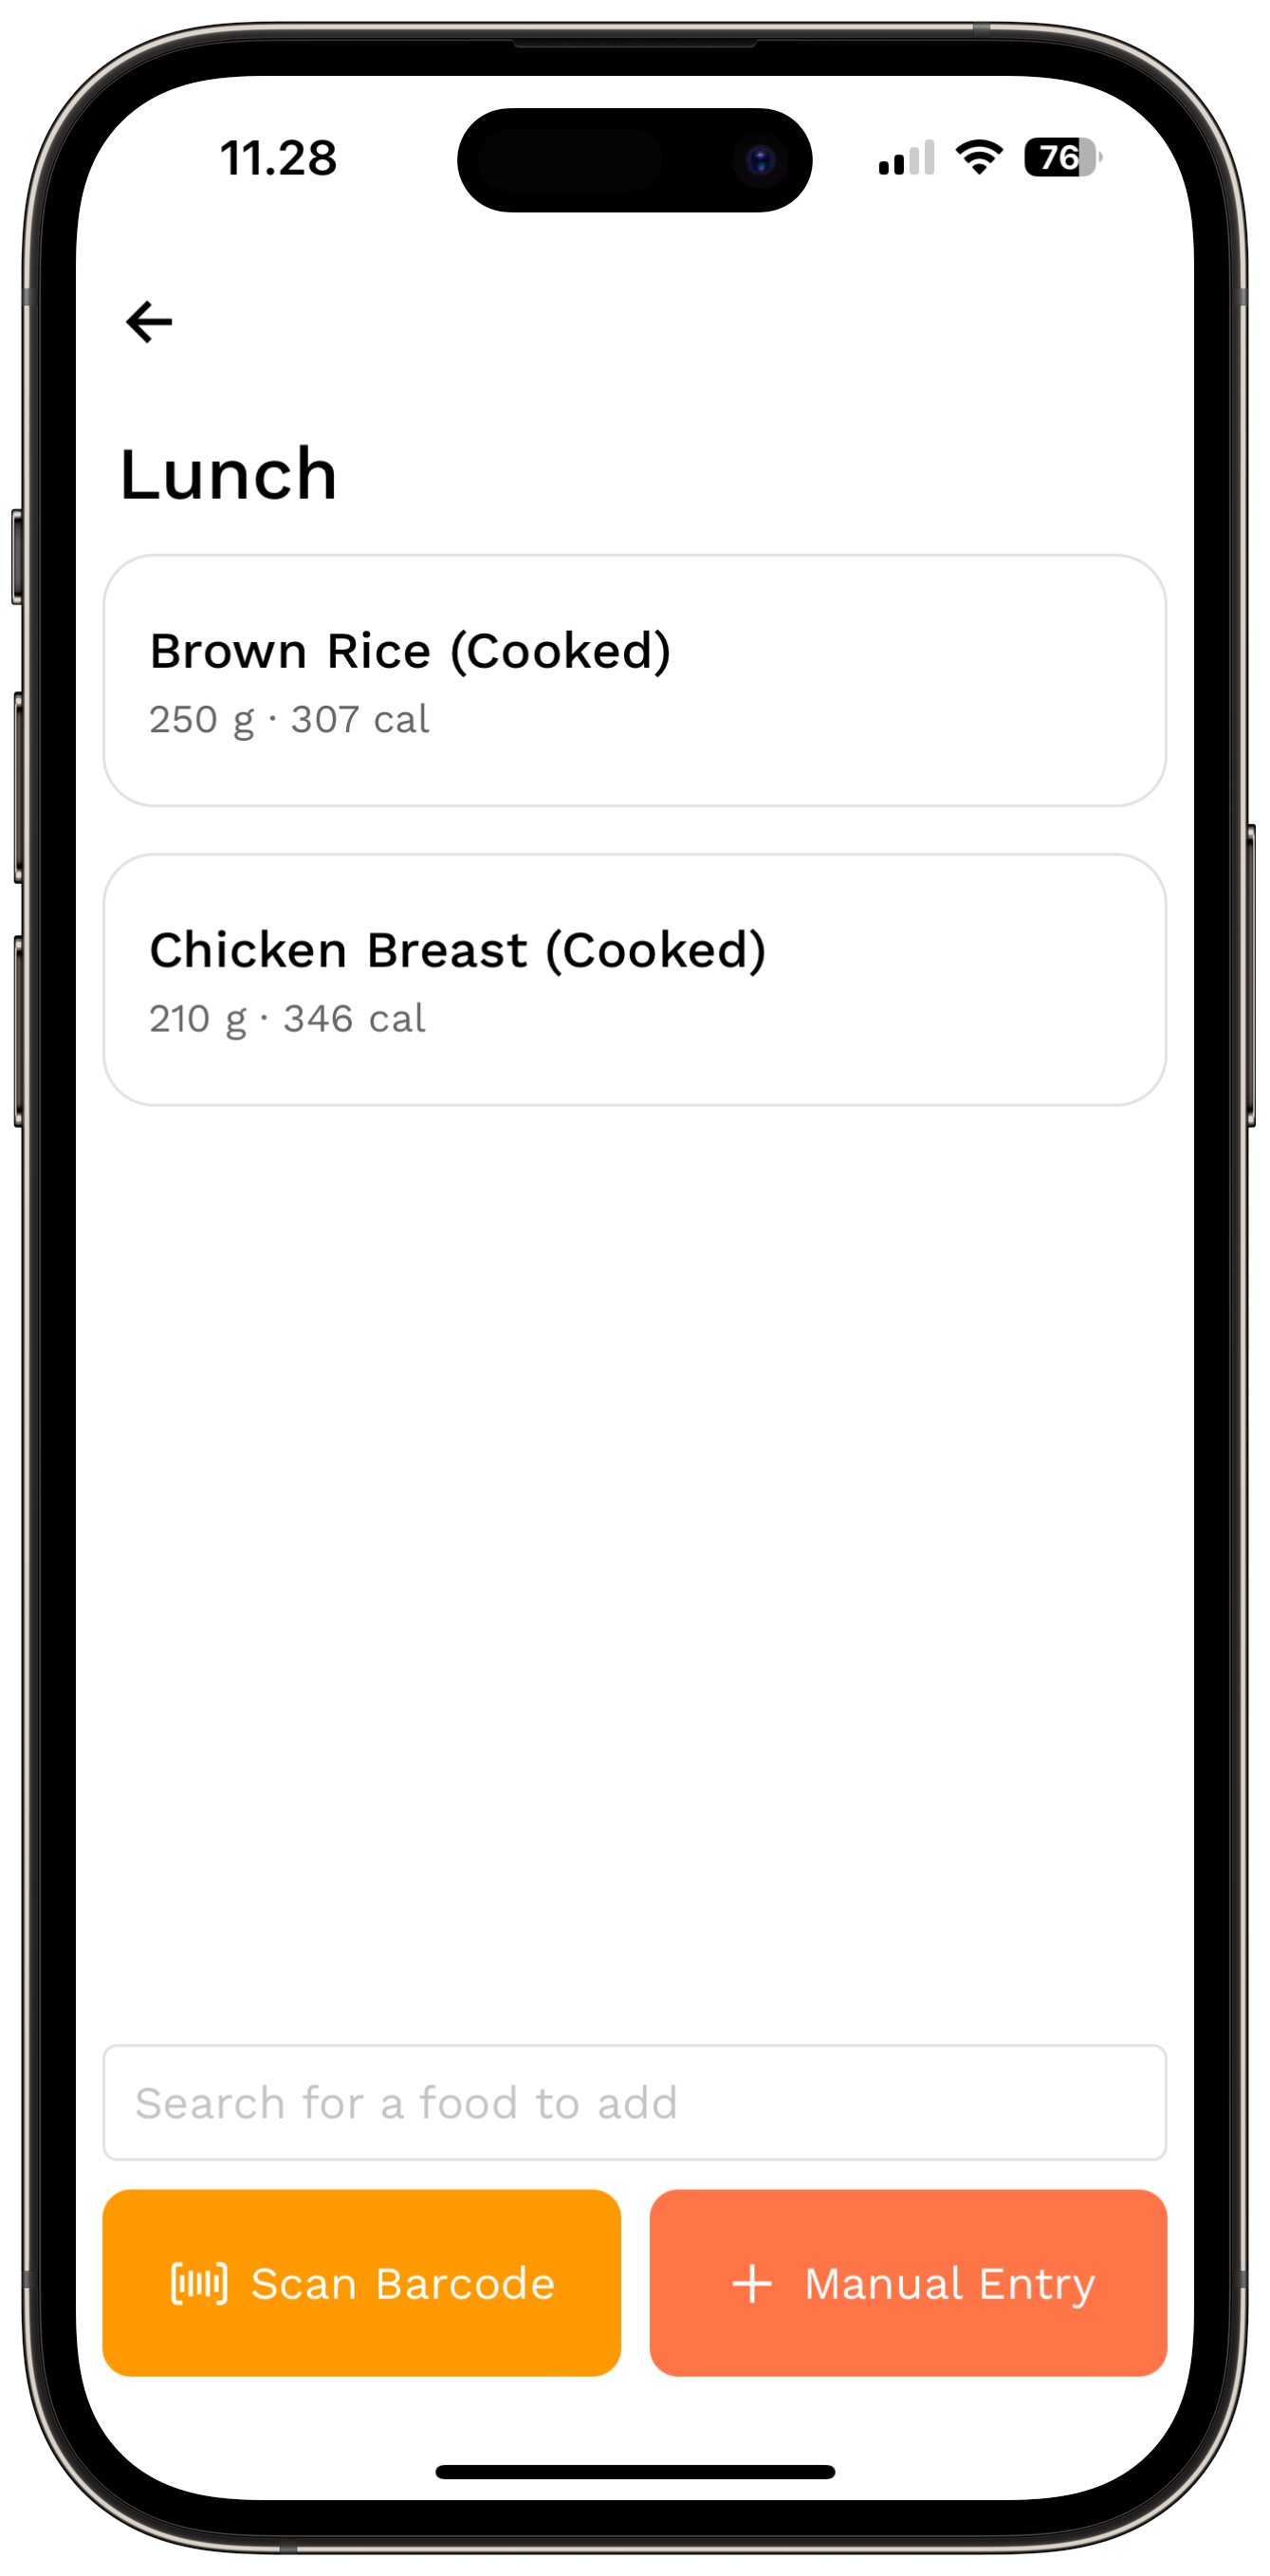 11.28
76
Lunch
Brown Rice (Cooked)
250 g · 307 cal
Chicken Breast (Cooked)
210 g · 346 cal
Search for a food to add
Scan Barcode
Manual Entry